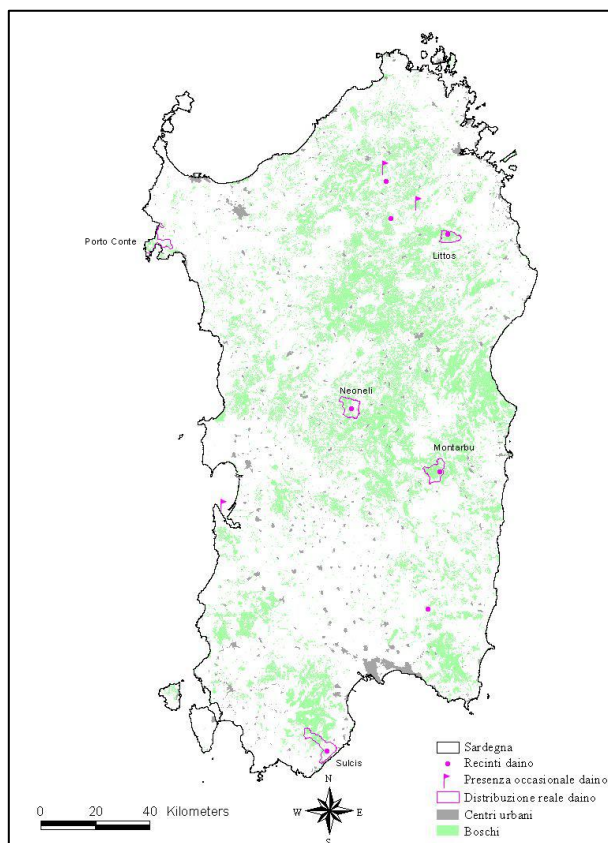 Porto Conte
Littos
Neoneli
Montarbu
Sulcis
Sardegna
Recinti daino
Presenza occasionale daino
Distribuzione reale daino
Centri urbani
Boschi
0 20 40 Kilometers
N
W E
S